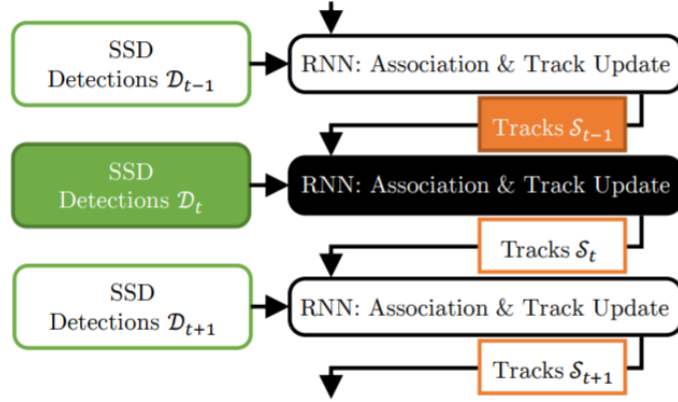 SSD
Detections 𝒟ₜ₋₁
RNN: Association & Track Update
Tracks 𝒮ₜ₋₁
SSD
Detections 𝒟ₜ
RNN: Association & Track Update
Tracks 𝒮ₜ
SSD
Detections 𝒟ₜ₊₁
RNN: Association & Track Update
Tracks 𝒮ₜ₊₁